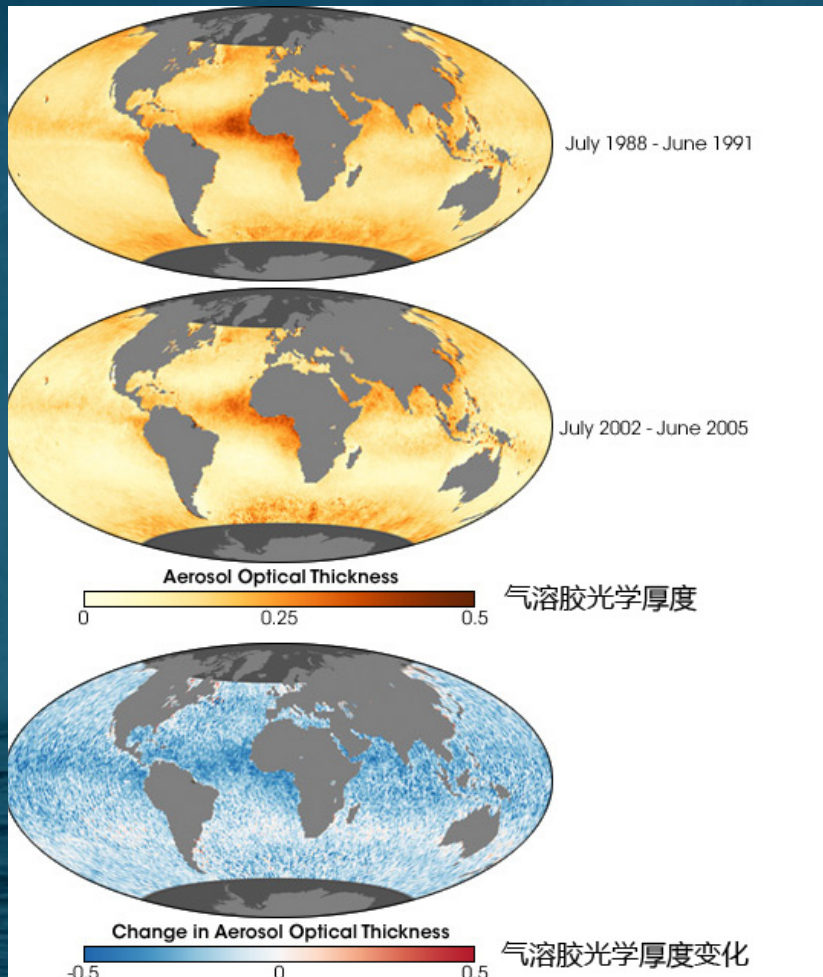 July 1988 - June 1991
July 2002 - June 2005
Aerosol Optical Thickness
0 0.25 0.5
气溶胶光学厚度
Change in Aerosol Optical Thickness
-0.5 0 0.5
气溶胶光学厚度变化